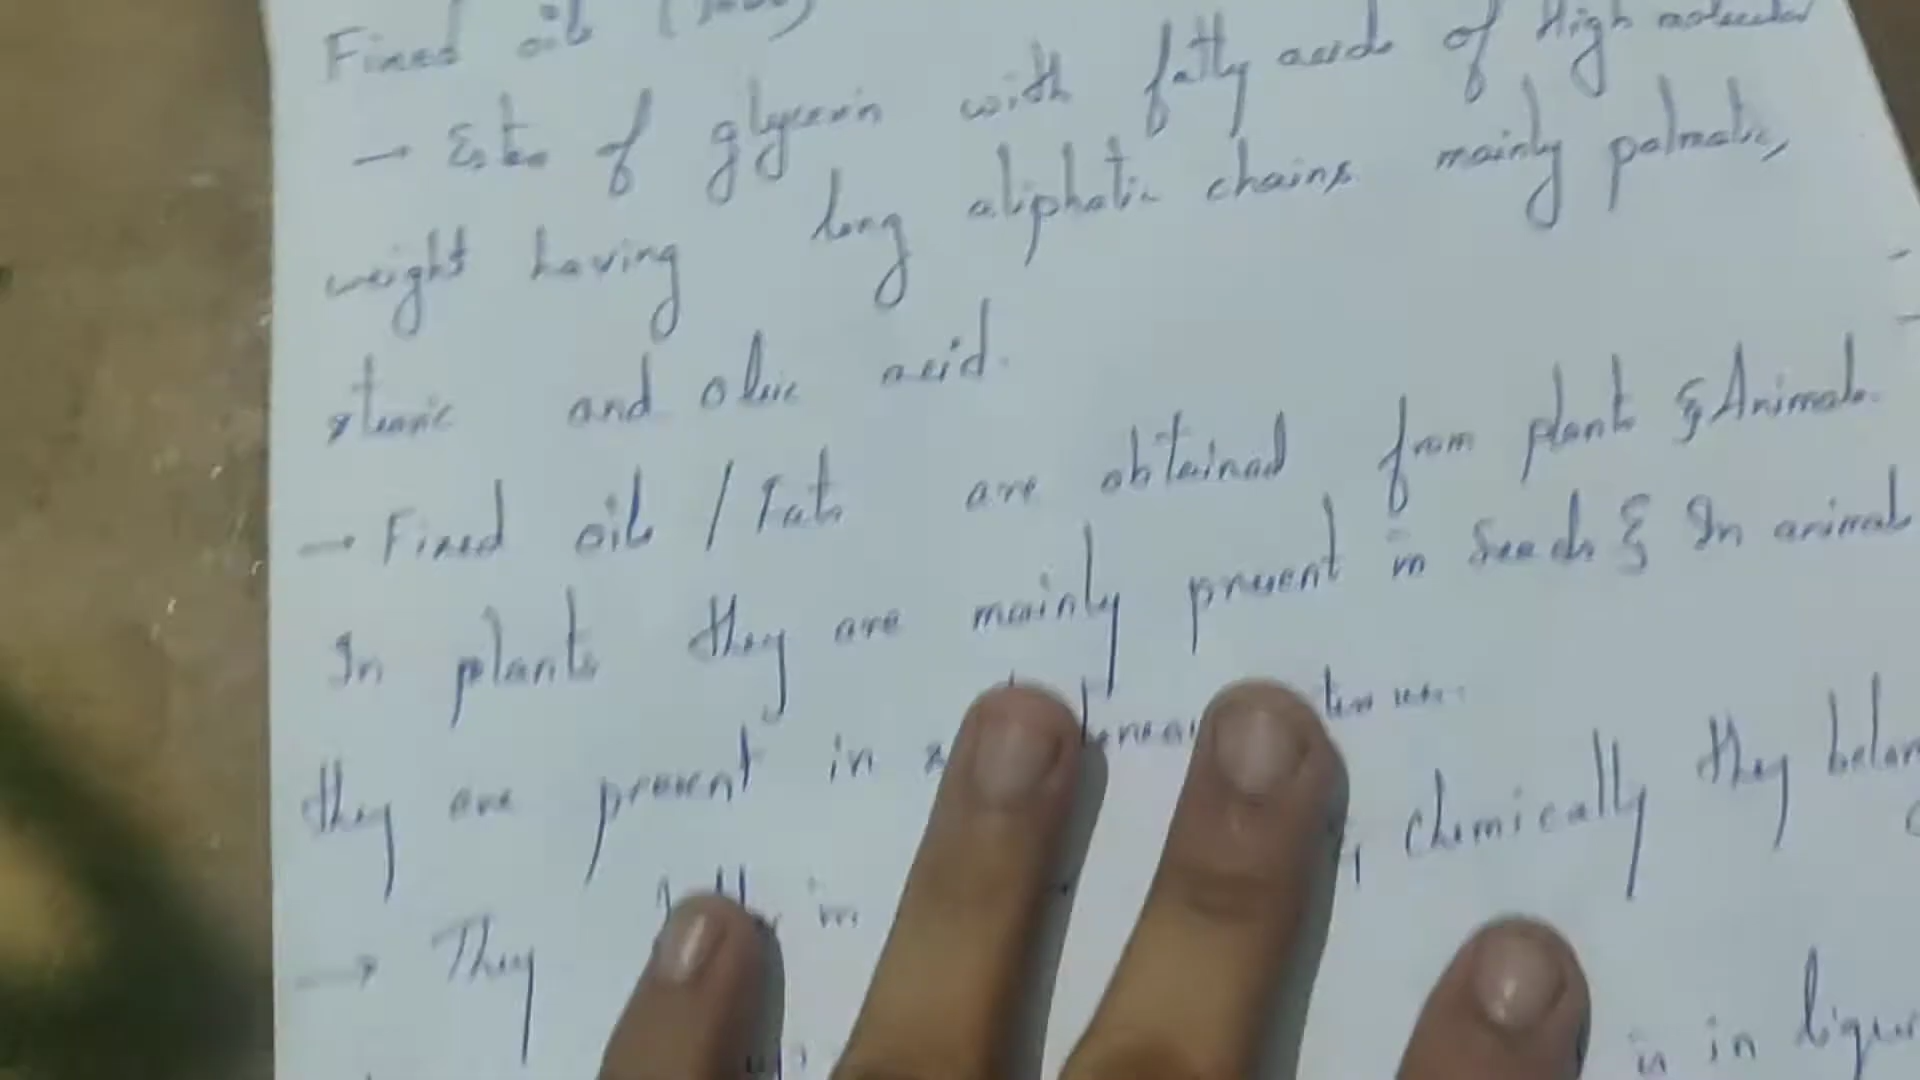 Fixed oils
→ Ester of glycerin with fatty acids of High molecular
weight having long aliphatic chains mainly palmatic,
stearic and oleic acid.
→ Fixed oils / Fats are obtained from plants & Animals.
In plants they are mainly present in Seeds & In animals
they are present in
→ They in , chemically they
is in